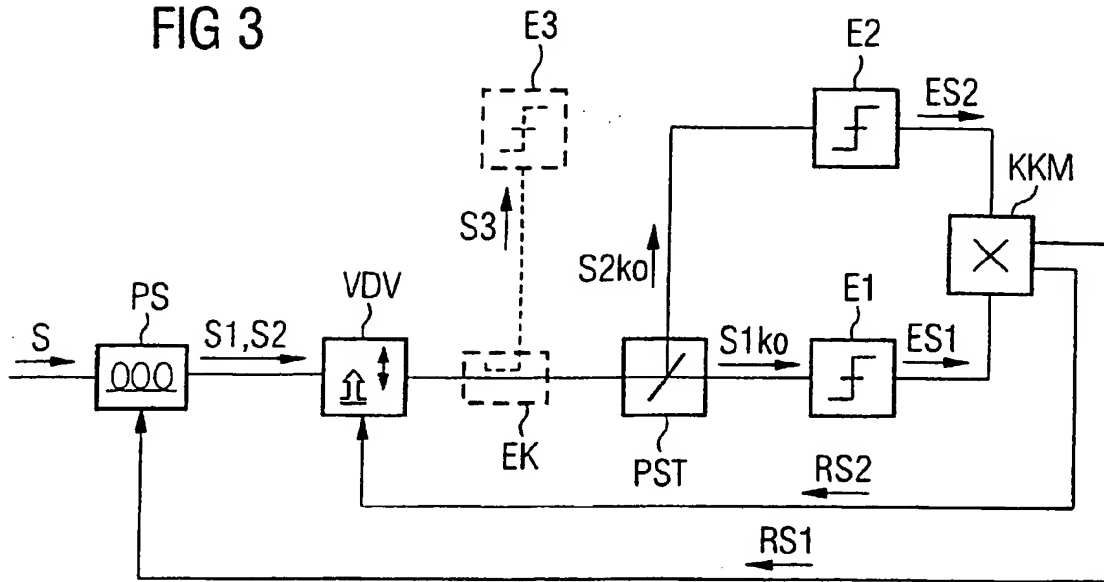 FIG 3
E3
E2
ES2
KKM
S3
S2ko
PS
VDV
E1
S
S1,S2
S1ko
ES1
EK
PST
RS2
RS1